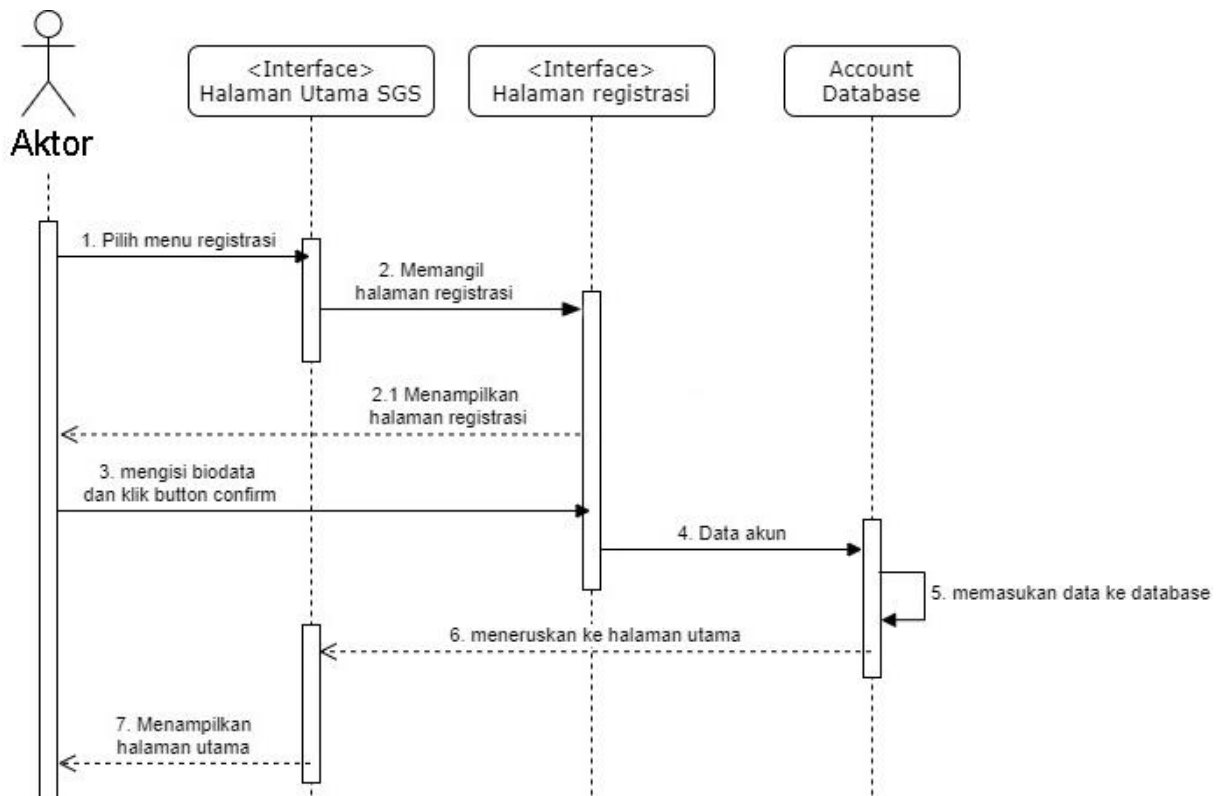 <Interface>
Halaman Utama SGS
<Interface>
Halaman registrasi
Account
Database
Aktor
1. Pilih menu registrasi
2. Memangil
halaman registrasi
2.1 Menampilkan
halaman registrasi
3. mengisi biodata
dan klik button confirm
4. Data akun
5. memasukan data ke database
6. meneruskan ke halaman utama
7. Menampilkan
halaman utama